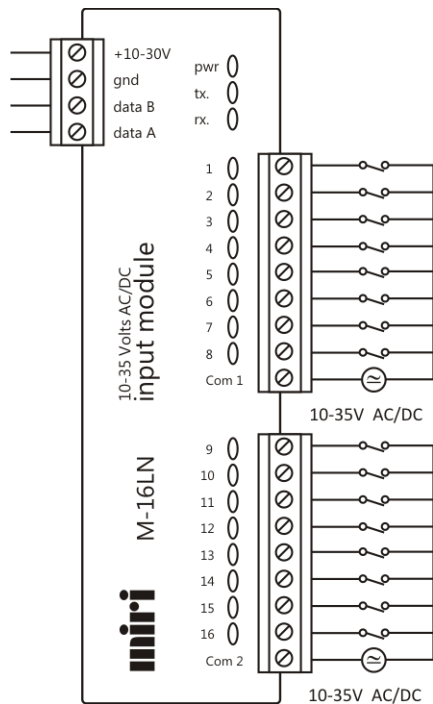 +10-30V
gnd
data B
data A
pwr
tx.
rx.
1
2
3
4
5
6
7
8
Com 1
10-35V AC/DC
10-35 Volts AC/DC
input module
M-16LN
9
10
11
12
13
14
15
16
Com 2
10-35V AC/DC